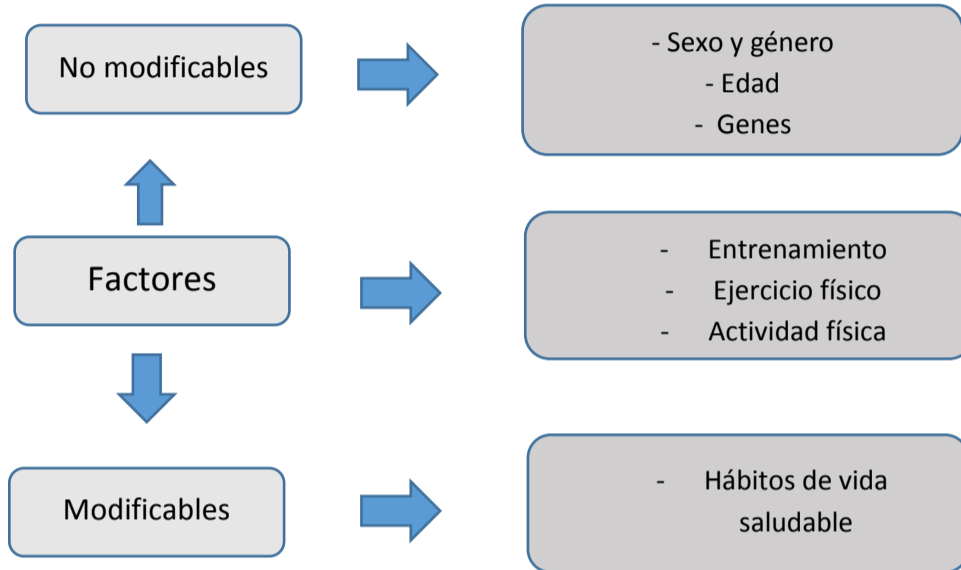 No modificables
- Sexo y género
- Edad
- Genes
Factores
- Entrenamiento
- Ejercicio físico
- Actividad física
Modificables
- Hábitos de vida
saludable